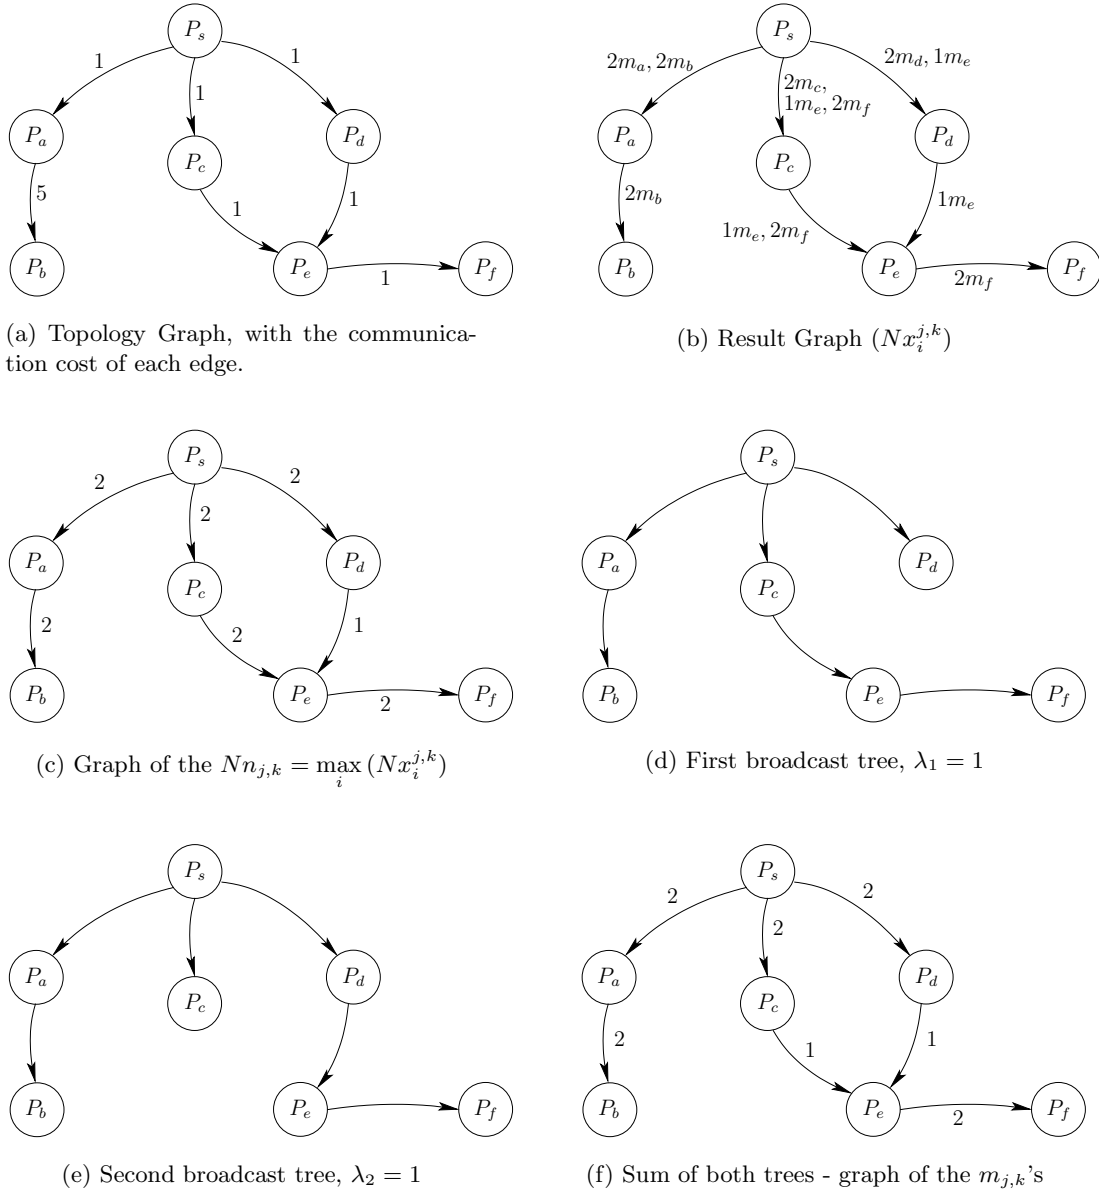 P_s
1
1
1
P_a
P_c
P_d
5
1
1
P_b
P_e
1
P_f
(a) Topology Graph, with the communica-
tion cost of each edge.
P_s
2m_a, 2m_b
2m_c,
1m_e, 2m_f
2m_d, 1m_e
P_a
P_c
P_d
2m_b
1m_e, 2m_f
1m_e
P_b
P_e
2m_f
P_f
(b) Result Graph (Nx_i^{j,k})
P_s
2
2
2
P_a
P_c
P_d
2
2
1
P_b
P_e
2
P_f
(c) Graph of the Nn_{j,k} = max_i (Nx_i^{j,k})
P_s
P_a
P_c
P_d
P_b
P_e
P_f
(d) First broadcast tree, λ_1 = 1
P_s
P_a
P_c
P_d
P_b
P_e
P_f
(e) Second broadcast tree, λ_2 = 1
P_s
2
2
2
P_a
P_c
P_d
2
1
1
P_b
P_e
2
P_f
(f) Sum of both trees - graph of the m_{j,k}'s